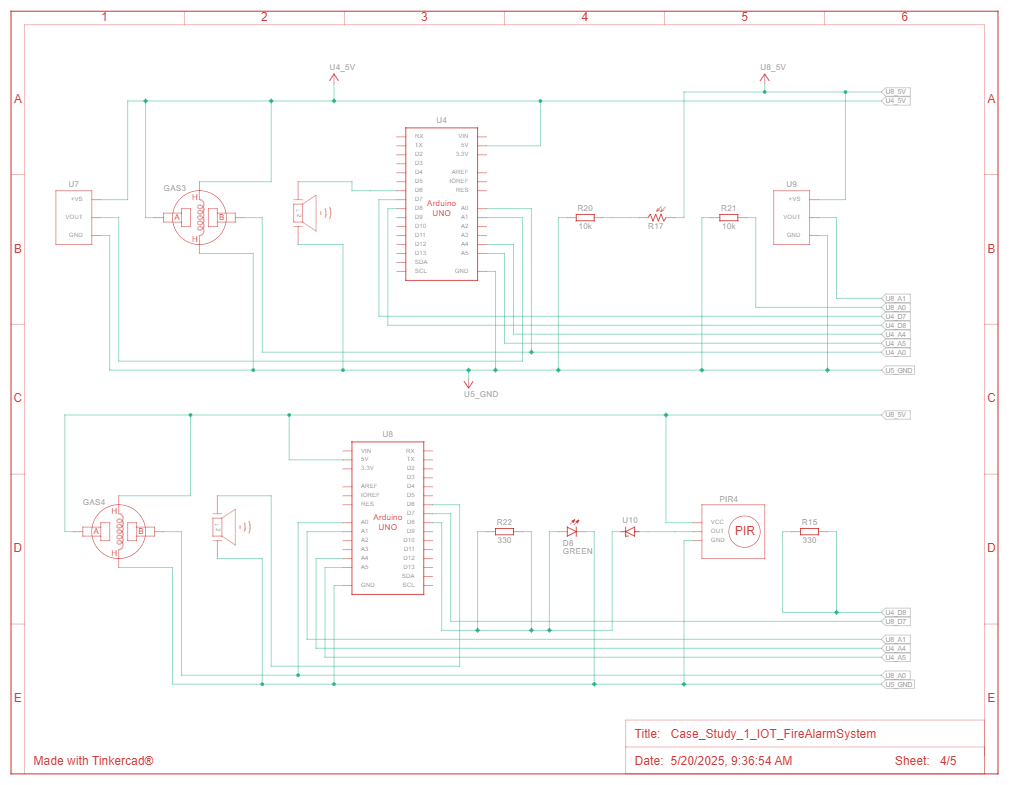 1 2 3 4 5 6
A A
B B
C C
D D
E E
U4_5V
U8_5V
U8_5V
U4_5V
U7
+VS
VOUT
GND
GAS3
H
A B
H
U4
RX VIN
TX 5V
D2 3.3V
D3
D4 AREF
D5 IOREF
D6 RES
D7
D8 A0
D9 A1
D10 A2
D11 A3
D12 A4
D13 A5
SDA
SCL GND
Arduino
UNO
R20
10k
R17
R21
10k
U9
+VS
VOUT
GND
U8_A1
U8_A0
U4_D7
U4_D8
U4_A4
U4_A5
U4_A0
U5_GND
U5_GND
U8_5V
GAS4
H
A B
H
U8
VIN RX
5V TX
3.3V D2
D3
AREF D4
IOREF D5
RES D6
D7
A0 D8
A1 D9
A2 D10
A3 D11
A4 D12
A5 D13
SDA
GND SCL
Arduino
UNO
R22
330
D8
GREEN
U10
PIR4
VCC
OUT
GND
PIR
R15
330
U4_D8
U8_D7
U8_A1
U4_A4
U4_A5
U8_A0
U5_GND
Title: Case_Study_1_IOT_FireAlarmSystem
Made with Tinkercad®
Date: 5/20/2025, 9:36:54 AM Sheet: 4/5